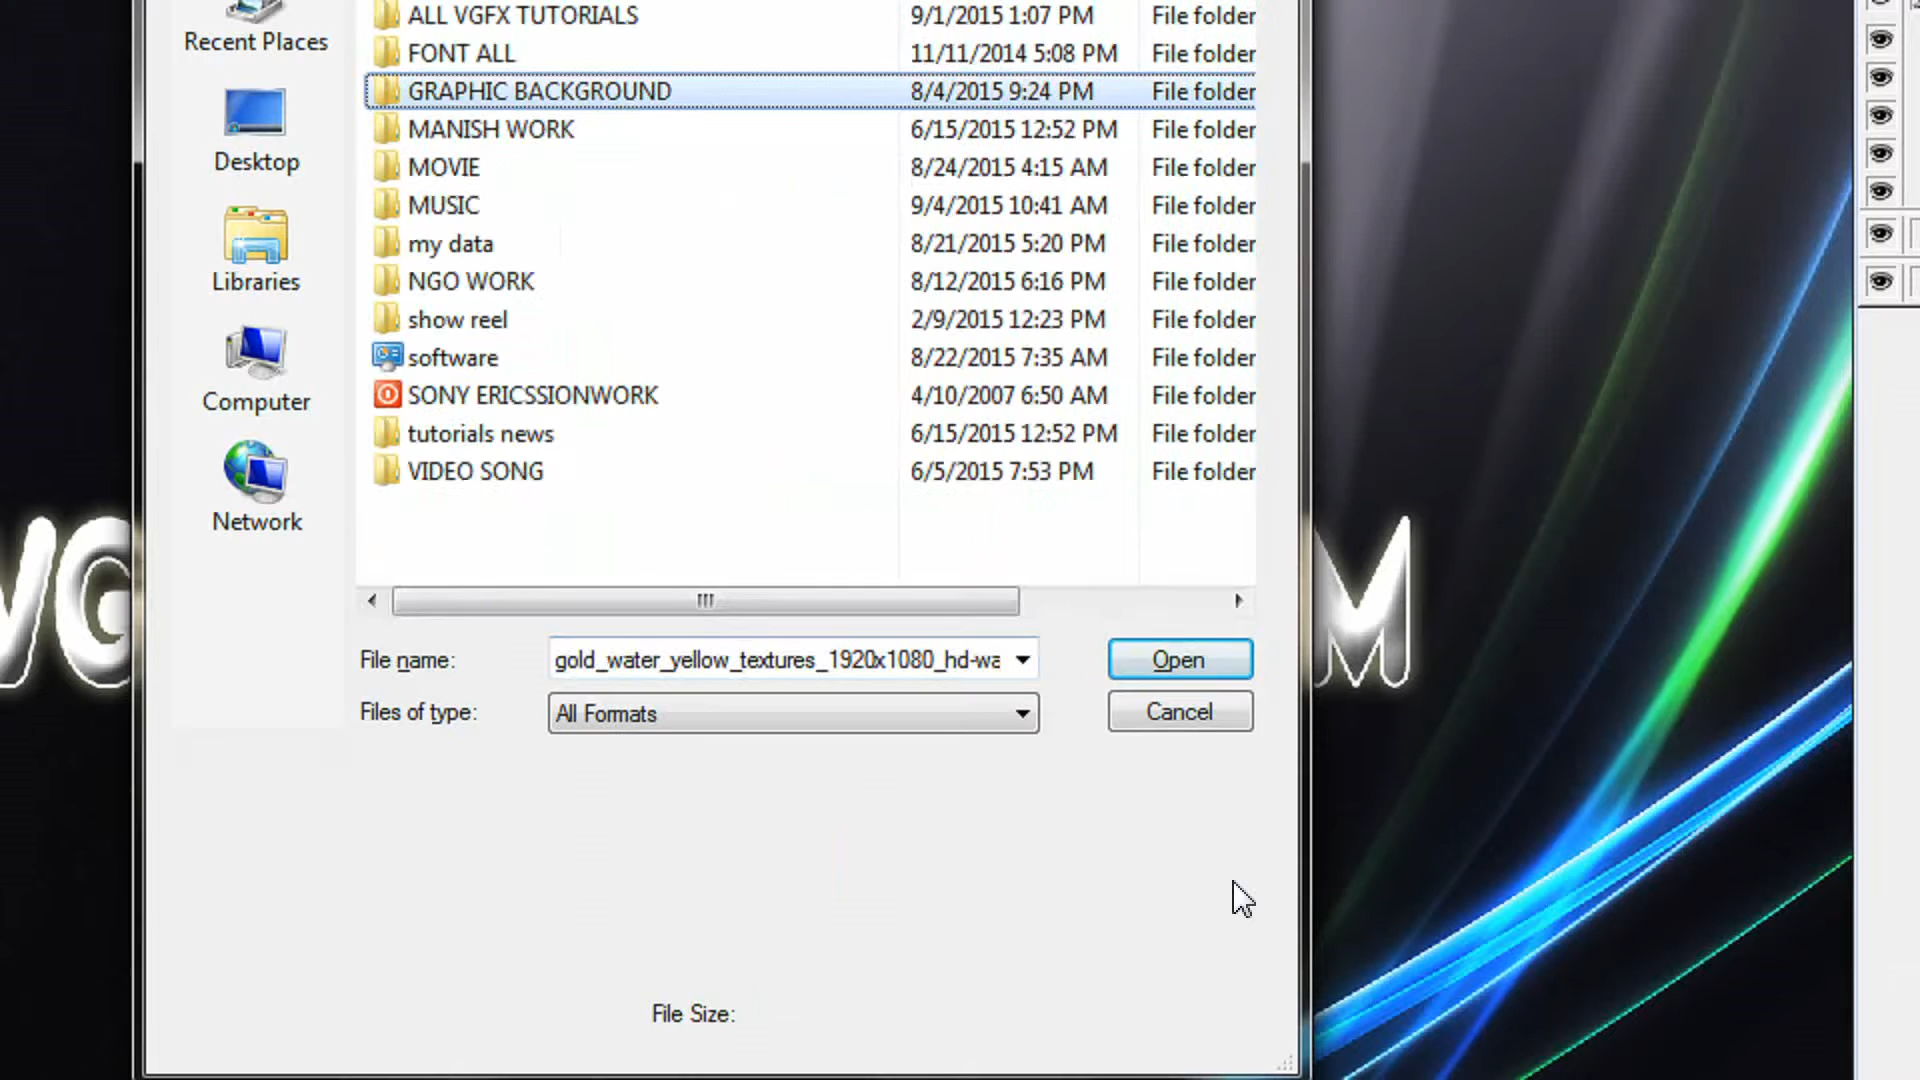 Recent Places
Desktop
Libraries
Computer
Network
ALL VGFX TUTORIALS 9/1/2015 1:07 PM File folder
FONT ALL 11/11/2014 5:08 PM File folder
GRAPHIC BACKGROUND 8/4/2015 9:24 PM File folder
MANISH WORK 6/15/2015 12:52 PM File folder
MOVIE 8/24/2015 4:15 AM File folder
MUSIC 9/4/2015 10:41 AM File folder
my data 8/21/2015 5:20 PM File folder
NGO WORK 8/12/2015 6:16 PM File folder
show reel 2/9/2015 12:23 PM File folder
software 8/22/2015 7:35 AM File folder
SONY ERICSSIONWORK 4/10/2007 6:50 AM File folder
tutorials news 6/15/2015 12:52 PM File folder
VIDEO SONG 6/5/2015 7:53 PM File folder
VG M
File name: gold_water_yellow_textures_1920x1080_hd-wa Open
Files of type: All Formats Cancel
File Size: